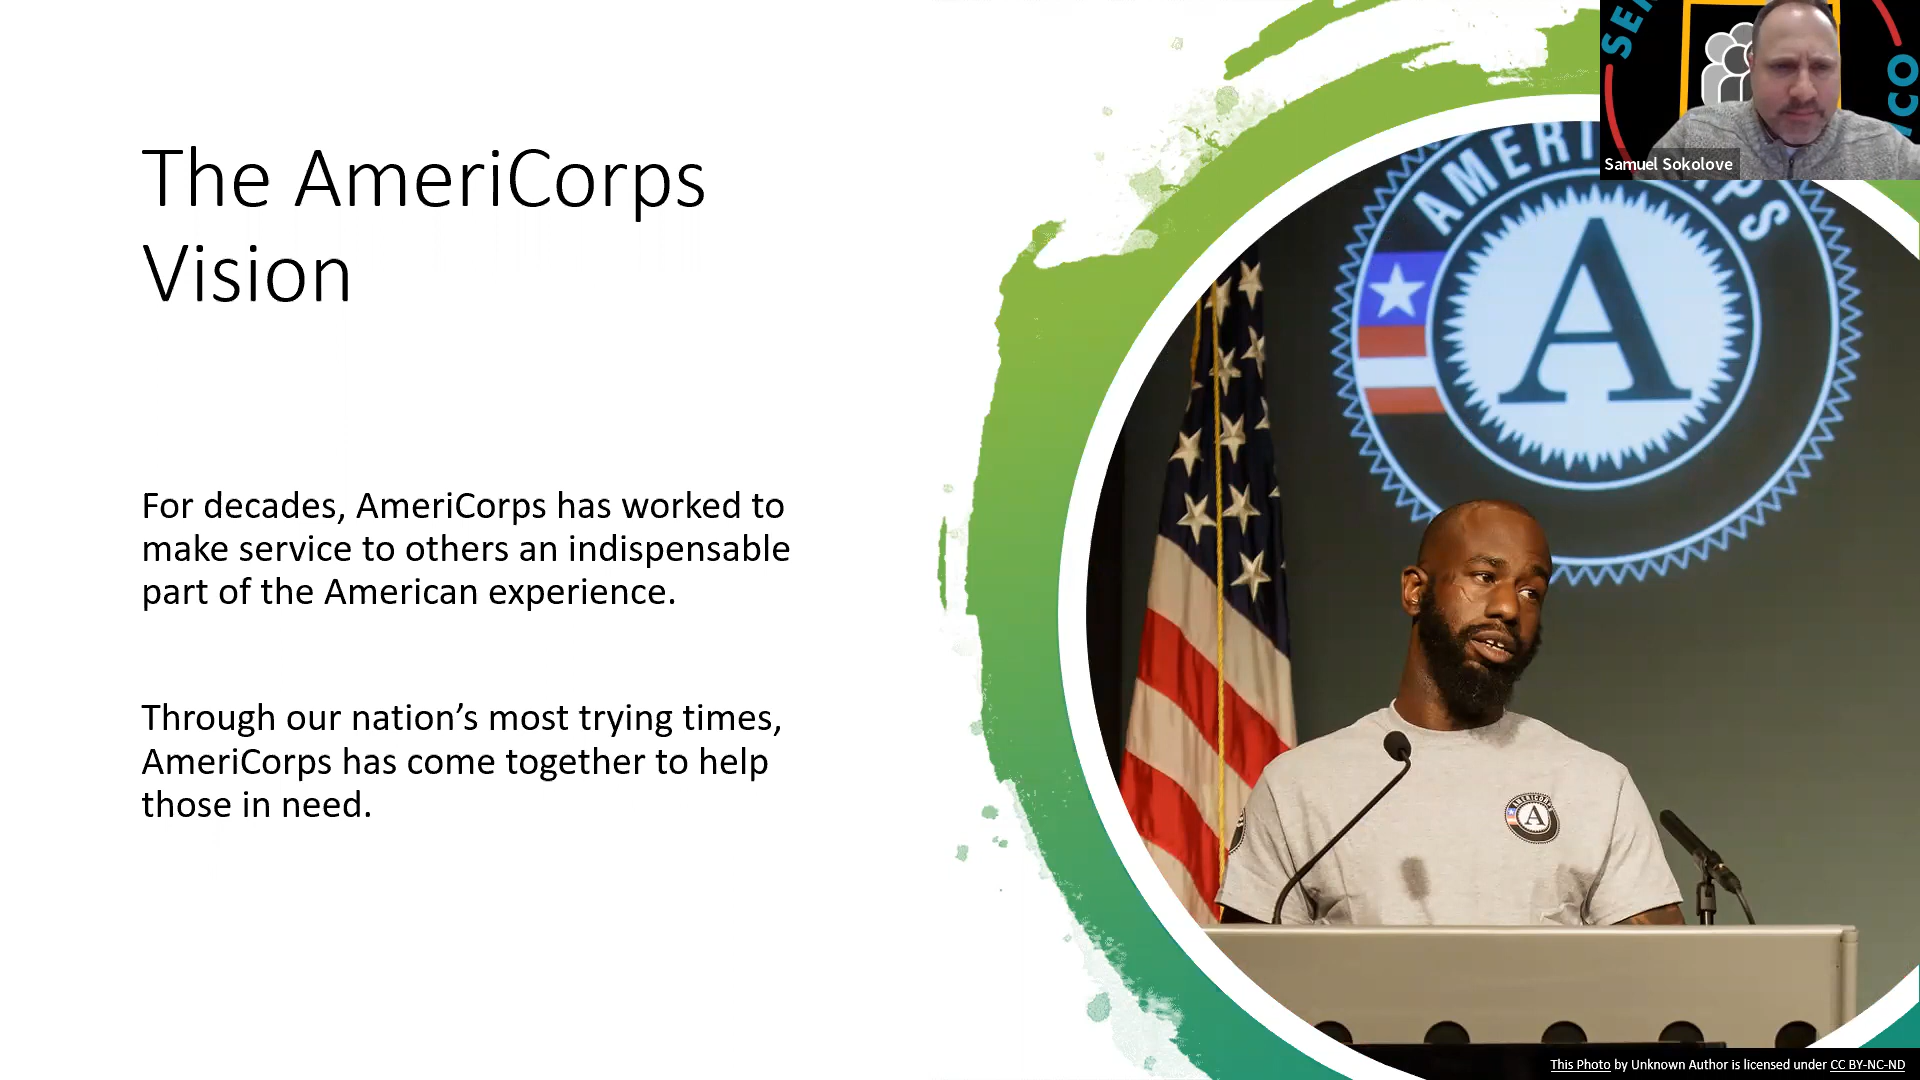 The AmeriCorps
Vision
For decades, AmeriCorps has worked to
make service to others an indispensable
part of the American experience.
Through our nation’s most trying times,
AmeriCorps has come together to help
those in need.
Samuel Sokolove
A
AMERICORPS
A
This Photo by Unknown Author is licensed under CC BY-NC-ND